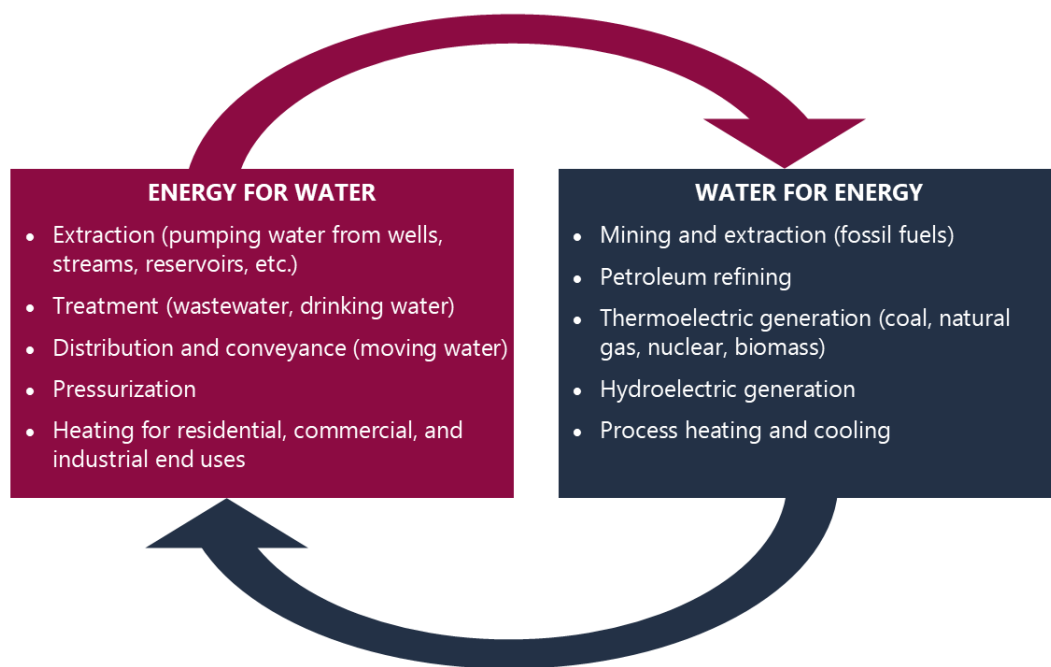 ENERGY FOR WATER
• Extraction (pumping water from wells,
streams, reservoirs, etc.)
• Treatment (wastewater, drinking water)
• Distribution and conveyance (moving water)
• Pressurization
• Heating for residential, commercial, and
industrial end uses
WATER FOR ENERGY
• Mining and extraction (fossil fuels)
• Petroleum refining
• Thermoelectric generation (coal, natural
gas, nuclear, biomass)
• Hydroelectric generation
• Process heating and cooling